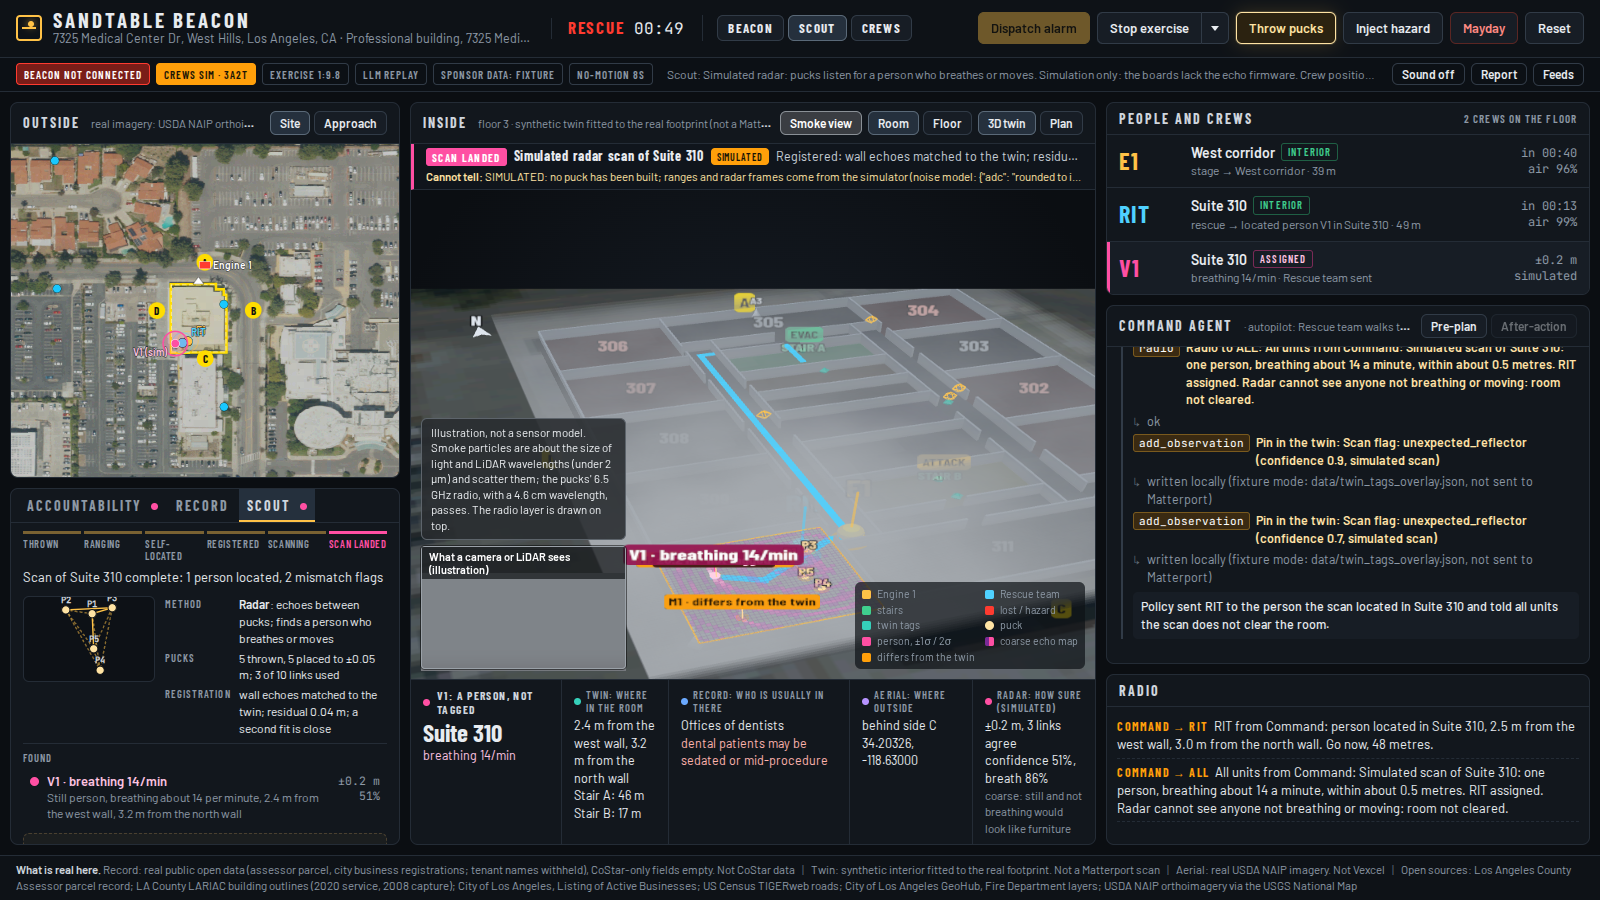 SANDTABLE BEACON
7325 Medical Center Dr, West Hills, Los Angeles, CA · Professional building, 7325 Medi...
RESCUE 00:49
BEACON SCOUT CREWS
Dispatch alarm Stop exercise Throw pucks Inject hazard Mayday Reset
BEACON NOT CONNECTED CREWS SIM · 3A2T EXERCISE 1:9.8 LLM REPLAY SPONSOR DATA: FIXTURE NO-MOTION 8S
Scout: Simulated radar: pucks listen for a person who breathes or moves. Simulation only: the boards lack the echo firmware. Crew positio...
Sound off Report Feeds
OUTSIDE real imagery: USDA NAIP orthoi... Site Approach
Engine 1
D
B
RIT
V1 (sim)
C
ACCOUNTABILITY RECORD SCOUT
THROWN RANGING SELF-LOCATED REGISTERED SCANNING SCAN LANDED
Scan of Suite 310 complete: 1 person located, 2 mismatch flags
P2 P1 P3
P5
P4
METHOD Radar: echoes between
pucks; finds a person who
breathes or moves
PUCKS 5 thrown, 5 placed to ±0.05
m; 3 of 10 links used
REGISTRATION wall echoes matched to the
twin; residual 0.04 m; a
second fit is close
FOUND
V1 · breathing 14/min ±0.2 m
51%
Still person, breathing about 14 per minute, 2.4 m from
the west wall, 3.2 m from the north wall
INSIDE floor 3 · synthetic twin fitted to the real footprint (not a Matt... Smoke view Room Floor 3D twin Plan
SCAN LANDED Simulated radar scan of Suite 310 SIMULATED Registered: wall echoes matched to the twin; residu...
Cannot tell: SIMULATED: no puck has been built; ranges and radar frames come from the simulator (noise model: {"adc": "rounded to i...
N
A A3
305
304
EVAC
STAIR A
306
303
307
302
308
ATTACK
STAIR B
311
Illustration, not a sensor model.
Smoke particles are about the size of
light and LiDAR wavelengths (under 2
µm) and scatter them; the pucks' 6.5
GHz radio, with a 4.6 cm wavelength,
passes. The radio layer is drawn on
top.
What a camera or LiDAR sees
(illustration)
V1 · breathing 14/min
P3
P5
P4
M1 · differs from the twin
C
Engine 1 Rescue team
stairs lost / hazard
twin tags puck
person, ±1σ / 2σ coarse echo map
differs from the twin
V1: A PERSON, NOT
TAGGED
Suite 310
breathing 14/min
TWIN: WHERE
IN THE ROOM
2.4 m from the
west wall, 3.2
m from the
north wall
Stair A: 46 m
Stair B: 17 m
RECORD: WHO IS USUALLY IN
THERE
Offices of dentists
dental patients may be
sedated or mid-procedure
AERIAL: WHERE
OUTSIDE
behind side C
34.20326,
-118.63000
RADAR: HOW SURE
(SIMULATED)
±0.2 m, 3 links
agree
confidence 51%,
breath 86%
coarse: still and not
breathing would
look like furniture
PEOPLE AND CREWS 2 CREWS ON THE FLOOR
E1 West corridor INTERIOR in 00:40
stage → West corridor · 39 m air 96%
RIT Suite 310 INTERIOR in 00:13
rescue → located person V1 in Suite 310 · 49 m air 99%
V1 Suite 310 ASSIGNED ±0.2 m
breathing 14/min · Rescue team sent simulated
COMMAND AGENT · autopilot: Rescue team walks t... Pre-plan After-action
radio Radio to ALL: All units from Command: Simulated scan of Suite 310:
one person, breathing about 14 a minute, within about 0.5 metres. RIT
assigned. Radar cannot see anyone not breathing or moving: room
not cleared.
↳ ok
add_observation Pin in the twin: Scan flag: unexpected_reflector
(confidence 0.9, simulated scan)
↳ written locally (fixture mode: data/twin_tags_overlay.json, not sent to
Matterport)
add_observation Pin in the twin: Scan flag: unexpected_reflector
(confidence 0.7, simulated scan)
↳ written locally (fixture mode: data/twin_tags_overlay.json, not sent to
Matterport)
Policy sent RIT to the person the scan located in Suite 310 and told all units
the scan does not clear the room.
RADIO
COMMAND → RIT RIT from Command: person located in Suite 310, 2.5 m from the
west wall, 3.0 m from the north wall. Go now, 48 metres.
COMMAND → ALL All units from Command: Simulated scan of Suite 310: one
person, breathing about 14 a minute, within about 0.5 metres. RIT assigned.
Radar cannot see anyone not breathing or moving: room not cleared.
What is real here. Record: real public open data (assessor parcel, city business registrations; tenant names withheld), CoStar-only fields empty. Not CoStar data | Twin: synthetic interior fitted to the real footprint. Not a Matterport scan | Aerial: real USDA NAIP imagery. Not Vexcel | Open sources: Los Angeles County
Assessor parcel record; LA County LARIAC building outlines (2020 service, 2008 capture); City of Los Angeles, Listing of Active Businesses; US Census TIGERweb roads; City of Los Angeles GeoHub, Fire Department layers; USDA NAIP orthoimagery via the USGS National Map